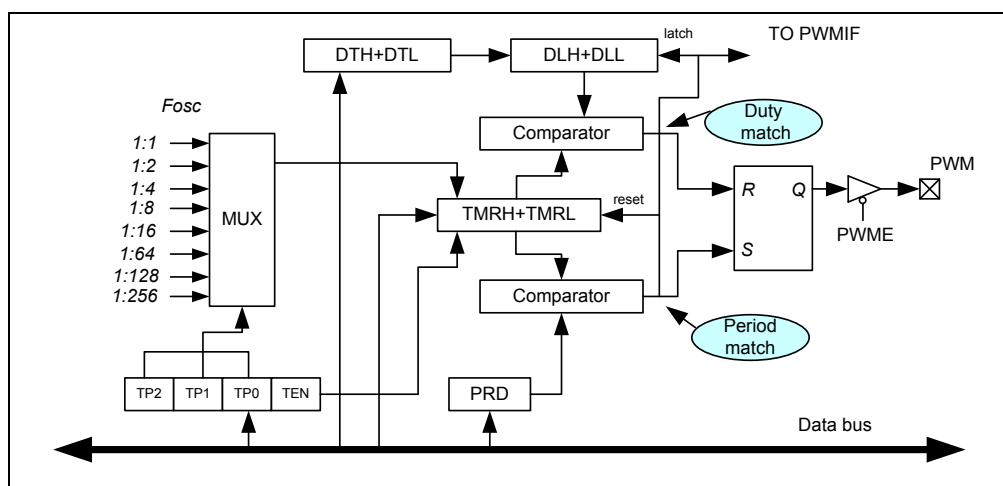 TO PWMIF
latch
DTH+DTL
DLH+DLL
Fosc
Duty
match
Comparator
1:1
1:2
1:4
1:8
1:16
1:64
1:128
1:256
MUX
PWM
R
Q
S
reset
TMRH+TMRL
PWME
Comparator
Period
match
TP2
TP1
TP0
TEN
PRD
Data bus